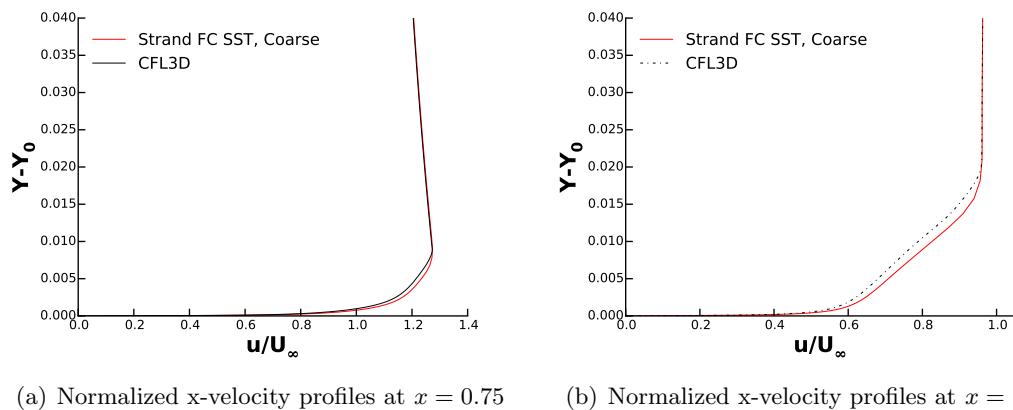 0.040
0.035
0.030
0.025
0.020
0.015
0.010
0.005
0.000
0.0 0.2 0.4 0.6 0.8 1.0 1.2 1.4
Y-Y₀
u/U∞
Strand FC SST, Coarse
CFL3D
(a) Normalized x-velocity profiles at x = 0.75
0.040
0.035
0.030
0.025
0.020
0.015
0.010
0.005
0.000
0.0 0.2 0.4 0.6 0.8 1.0
Y-Y₀
u/U∞
Strand FC SST, Coarse
CFL3D
(b) Normalized x-velocity profiles at x =